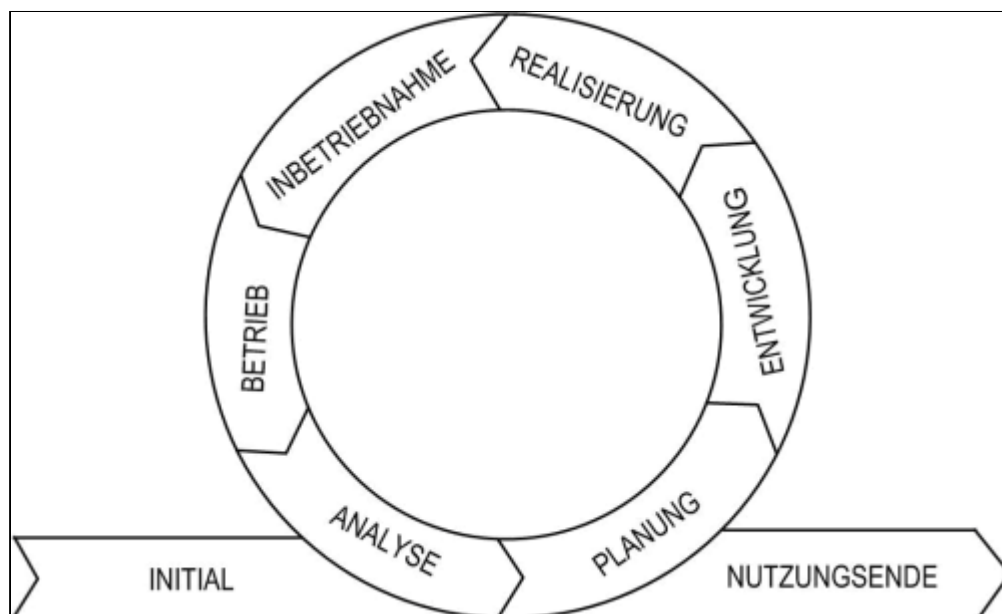 REALISIERUNG
INBETRIEBNAHME
ENTWICKLUNG
BETRIEB
ANALYSE
PLANUNG
INITIAL
NUTZUNGSENDE